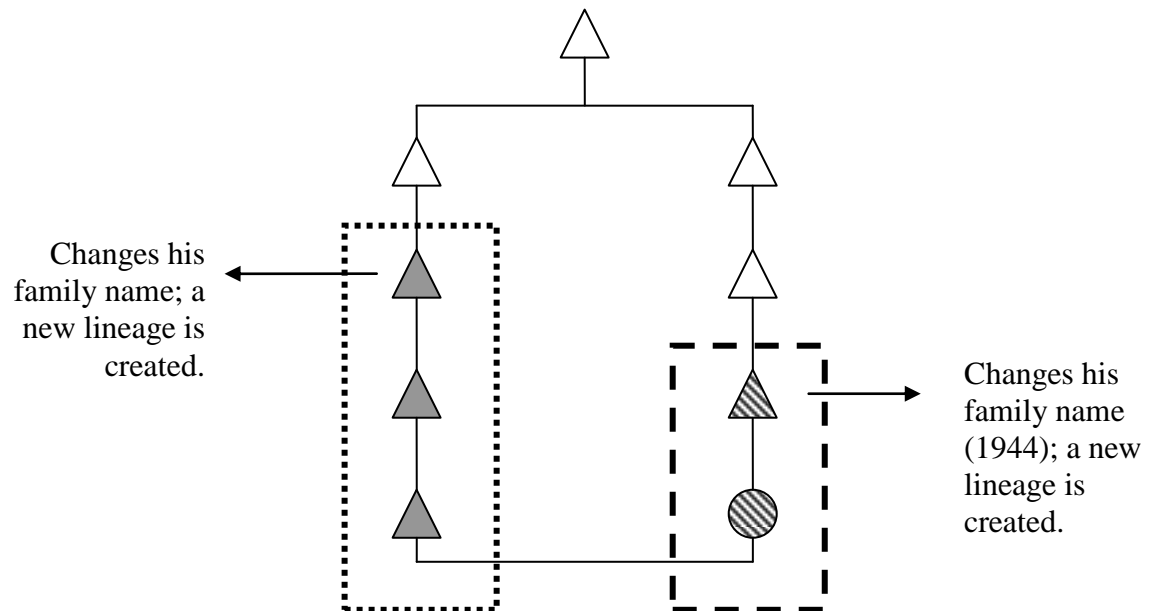 Changes his
family name; a
new lineage is
created.
Changes his
family name
(1944); a new
lineage is
created.